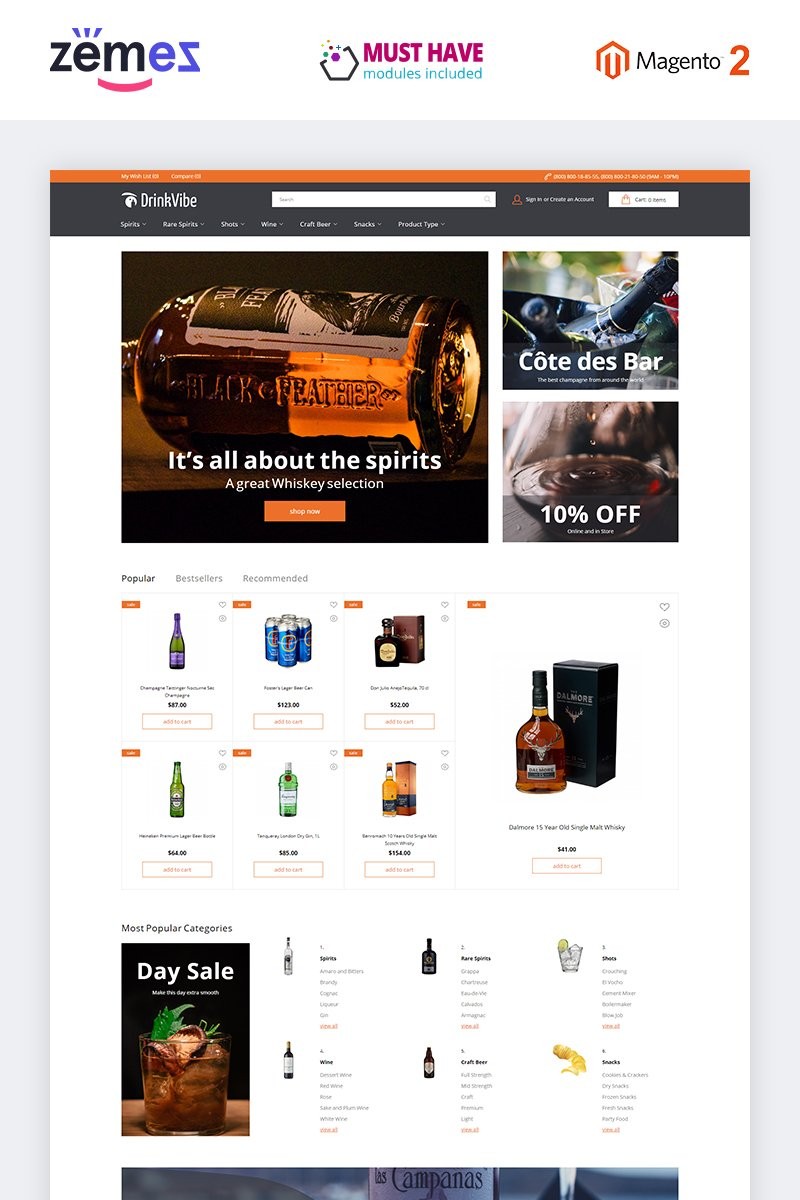 zemez
MUST HAVE
modules included
Magento 2
My Wish List (0)
Compare (0)
(800) 800-18-85-55, (800) 800-21-80-50 (9AM - 10PM)
DrinkVibe
Search
Sign In or Create an Account
Cart: 0 items
Spirits
Rare Spirits
Shots
Wine
Craft Beer
Snacks
Product Type
BLACK FEATHER
Bourbon
It's all about the spirits
A great Whiskey selection
shop now
Côte des Bar
The best champagne from around the world
10% OFF
Online and in Store
Popular
Bestsellers
Recommended
sale
sale
sale
sale
Champagne Taittinger Nocturne Sec
Champagne
$87.00
add to cart
Foster's Lager Beer Can
$123.00
add to cart
Don Julio AnejoTequila, 70 cl
$52.00
add to cart
DALMORE
DALMORE
15
Dalmore 15 Year Old Single Malt Whisky
$41.00
add to cart
sale
sale
sale
Heineken Premium Lager Beer Bottle
$64.00
add to cart
Tanqueray London Dry Gin, 1L
$85.00
add to cart
Benromach 10 Years Old Single Malt
Scotch Whisky
$154.00
add to cart
Most Popular Categories
Day Sale
Make this day extra smooth
1.
Spirits
Amaro and Bitters
Brandy
Cognac
Liqueur
Gin
view all
2.
Rare Spirits
Grappa
Chartreuse
Eau-de-Vie
Calvados
Armagnac
view all
3.
Shots
Crouching
El Vocho
Cement Mixer
Boilermaker
Blow Job
view all
4.
Wine
Dessert Wine
Red Wine
Rose
Sake and Plum Wine
White Wine
view all
5.
Craft Beer
Full Strength
Mid Strength
Craft
Premium
Light
view all
6.
Snacks
Cookies & Crackers
Dry Snacks
Frozen Snacks
Fresh Snacks
Party Food
view all
las Campanas